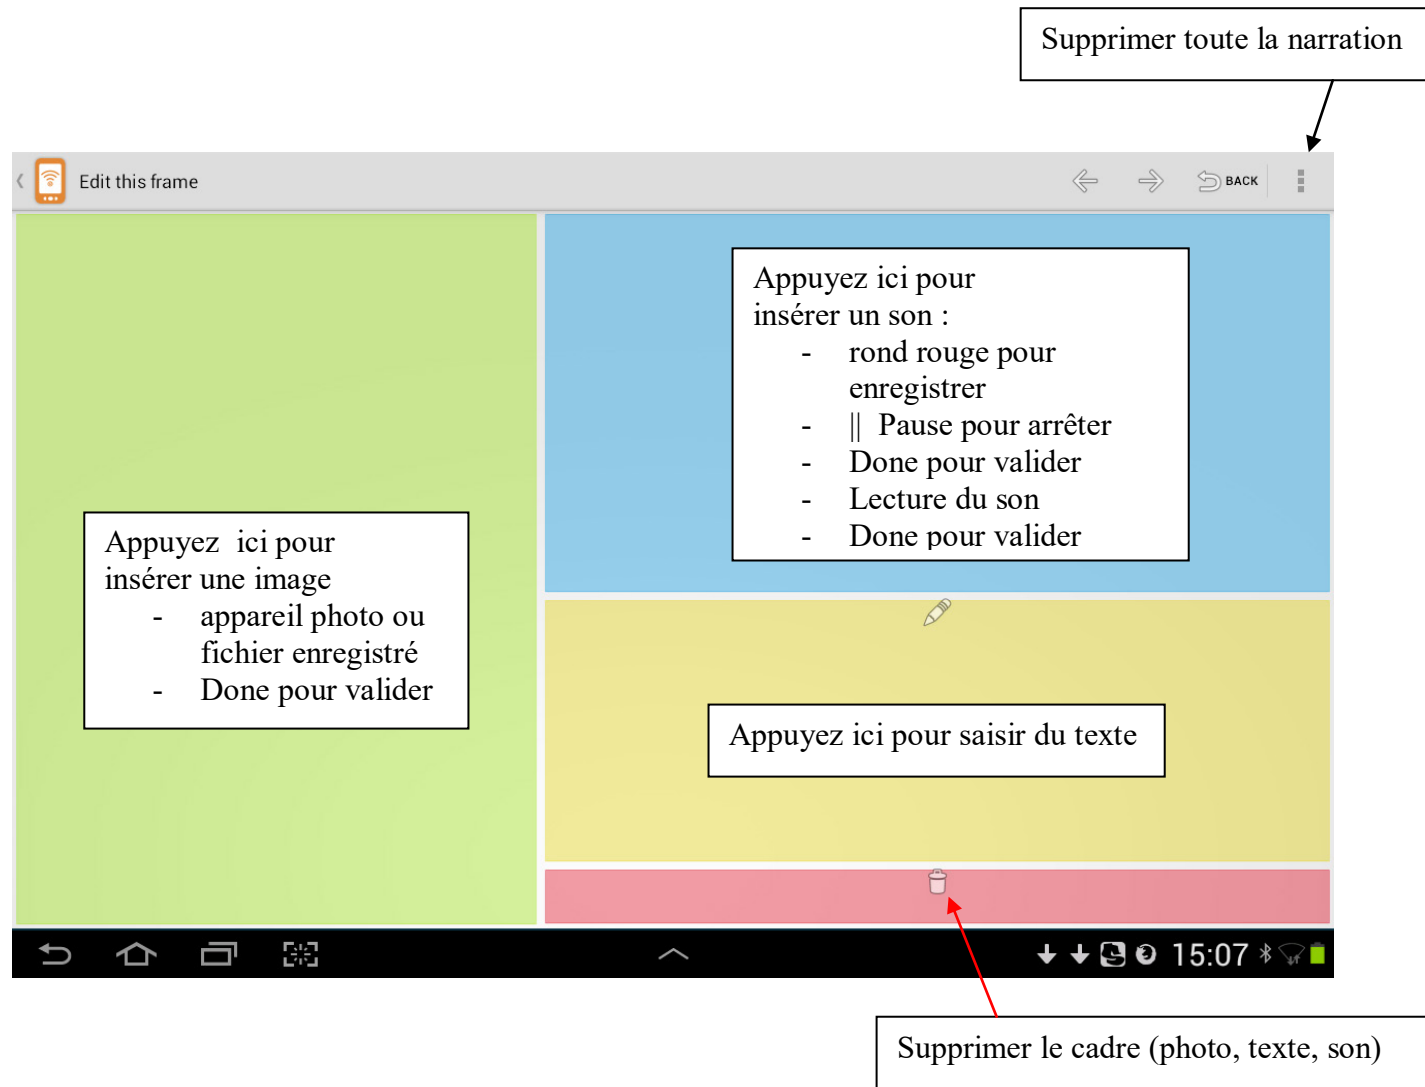 Supprimer toute la narration
Edit this frame
BACK
Appuyez ici pour
insérer un son :
- rond rouge pour
enregistrer
- || Pause pour arrêter
- Done pour valider
- Lecture du son
- Done pour valider
Appuyez  ici pour
insérer une image
- appareil photo ou
fichier enregistré
- Done pour valider
Appuyez ici pour saisir du texte
15:07
Supprimer le cadre (photo, texte, son)